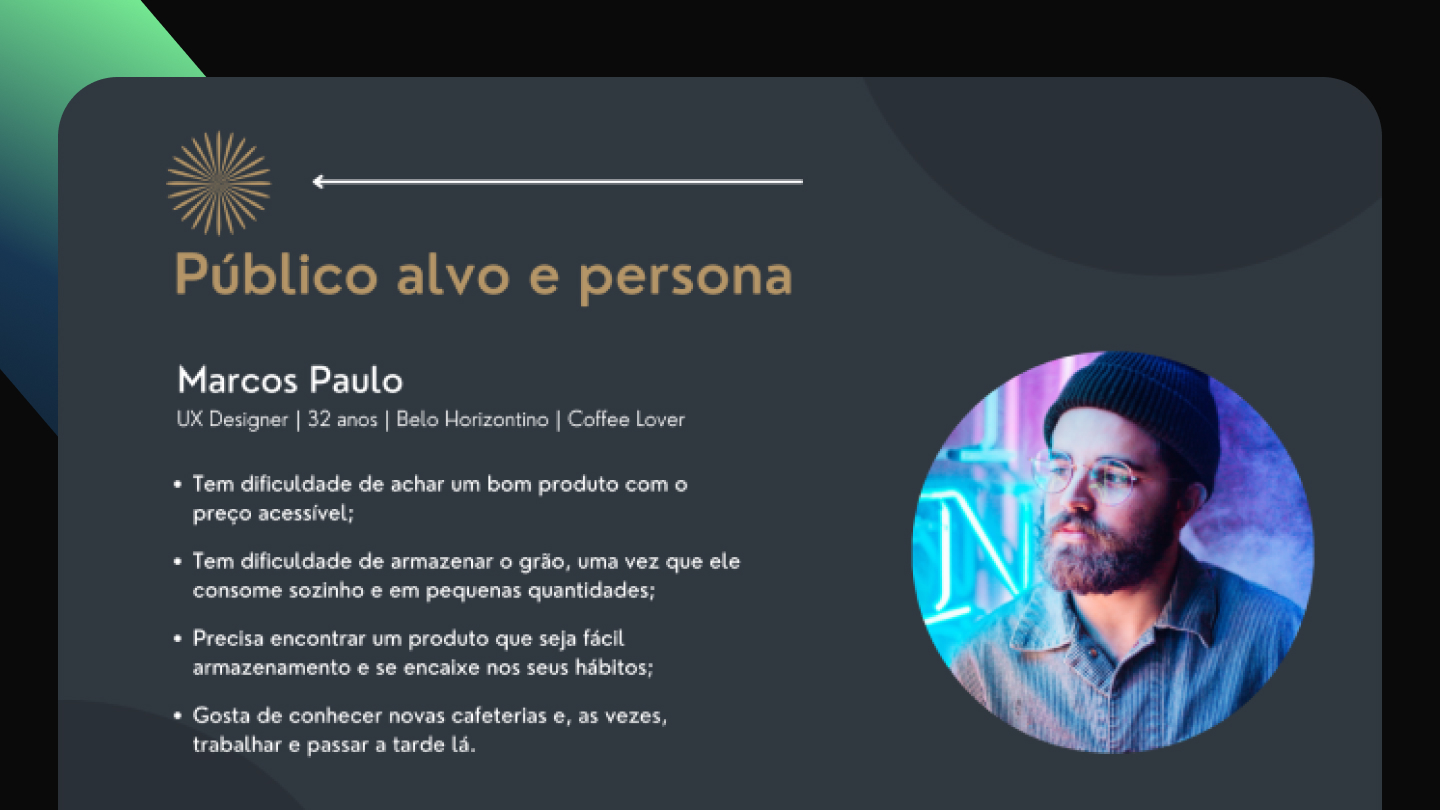 Público alvo e persona
Marcos Paulo
UX Designer | 32 anos | Belo Horizontino | Coffee Lover
• Tem dificuldade de achar um bom produto com o
preço acessível;
• Tem dificuldade de armazenar o grão, uma vez que ele
consome sozinho e em pequenas quantidades;
• Precisa encontrar um produto que seja fácil
armazenamento e se encaixe nos seus hábitos;
• Gosta de conhecer novas cafeterias e, as vezes,
trabalhar e passar a tarde lá.
N